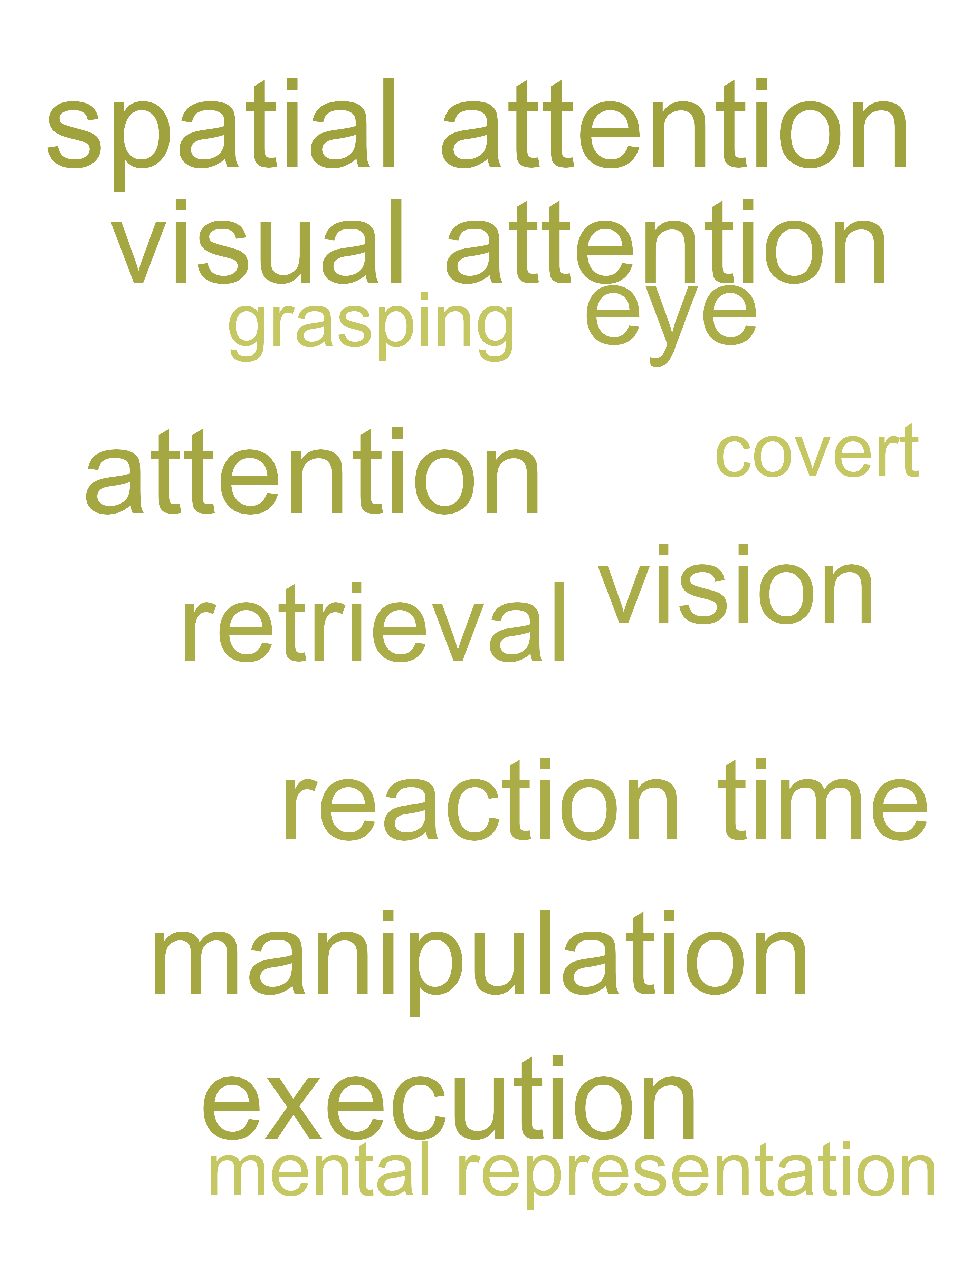 spatial attention
visual attention
grasping eye
attention
covert
vision
retrieval
reaction time
manipulation
execution
mental representation